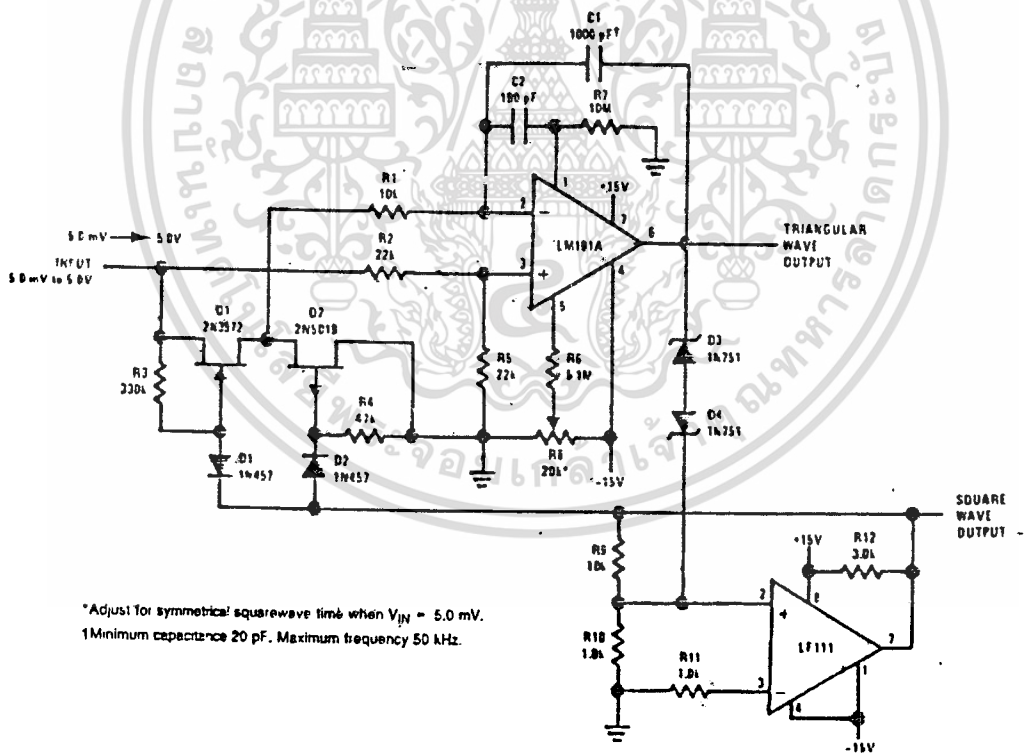 C1
1000 pF†
C2
100 pF
R7
10M
R1
10k
1
+15V
2
−
7
5.0 mV → 5.0V
INPUT
5.0 mV to 5.0V
R2
22k
LM101A
6
TRIANGULAR
WAVE
OUTPUT
3
+
4
5
Q1
Q2
2N5019
R3
330k
R5
22k
R6
5.1M
D3
1N751
R4
47k
D4
1N751
R8
20k*
-15V
D1
1N457
D2
1N457
SQUARE
WAVE
OUTPUT
+15V
R12
3.0k
R9
10k
2
+
8
*Adjust for symmetrical squarewave time when VIN = 5.0 mV.
†Minimum capacitance 20 pF. Maximum frequency 50 kHz.
R10
1.8k
LF111
7
R11
1.0k
3
−
1
4
-15V